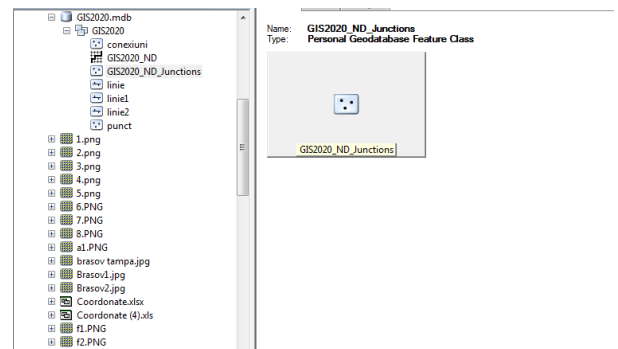 GIS2020.mdb
GIS2020
conexiuni
GIS2020_ND
GIS2020_ND_Junctions
linie
linie1
linie2
punct
1.png
2.png
3.png
4.png
5.png
6.PNG
7.PNG
8.PNG
a1.PNG
brasov tampa.jpg
Brasov1.jpg
Brasov2.jpg
Coordonate.xlsx
Coordonate (4).xls
f1.PNG
f2.PNG
Name: GIS2020_ND_Junctions
Type: Personal Geodatabase Feature Class
GIS2020_ND_Junctions